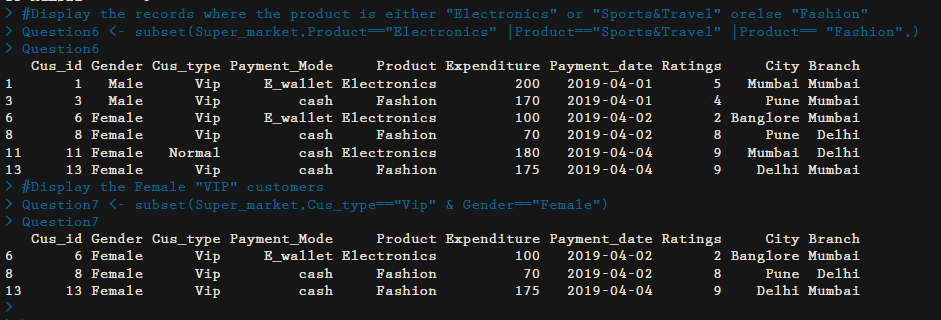 > #Display the records where the product is either "Electronics" or "Sports&Travel" orelse "Fashion"
> Question6 <- subset(Super_market,Product=="Electronics" |Product=="Sports&Travel" |Product== "Fashion",)
> Question6
Cus_id Gender Cus_type Payment_Mode Product Expenditure Payment_date Ratings City Branch
1 1 Male Vip E_wallet Electronics 200 2019-04-01 5 Mumbai Mumbai
3 3 Male Vip cash Fashion 170 2019-04-01 4 Pune Mumbai
6 6 Female Vip E_wallet Electronics 100 2019-04-02 2 Banglore Mumbai
8 8 Female Vip cash Fashion 70 2019-04-02 8 Pune Delhi
11 11 Female Normal cash Electronics 180 2019-04-04 9 Mumbai Delhi
13 13 Female Vip cash Fashion 175 2019-04-04 9 Delhi Mumbai
> #Display the Female "VIP" customers
> Question7 <- subset(Super_market,Cus_type=="Vip" & Gender=="Female")
> Question7
Cus_id Gender Cus_type Payment_Mode Product Expenditure Payment_date Ratings City Branch
6 6 Female Vip E_wallet Electronics 100 2019-04-02 2 Banglore Mumbai
8 8 Female Vip cash Fashion 70 2019-04-02 8 Pune Delhi
13 13 Female Vip cash Fashion 175 2019-04-04 9 Delhi Mumbai
>